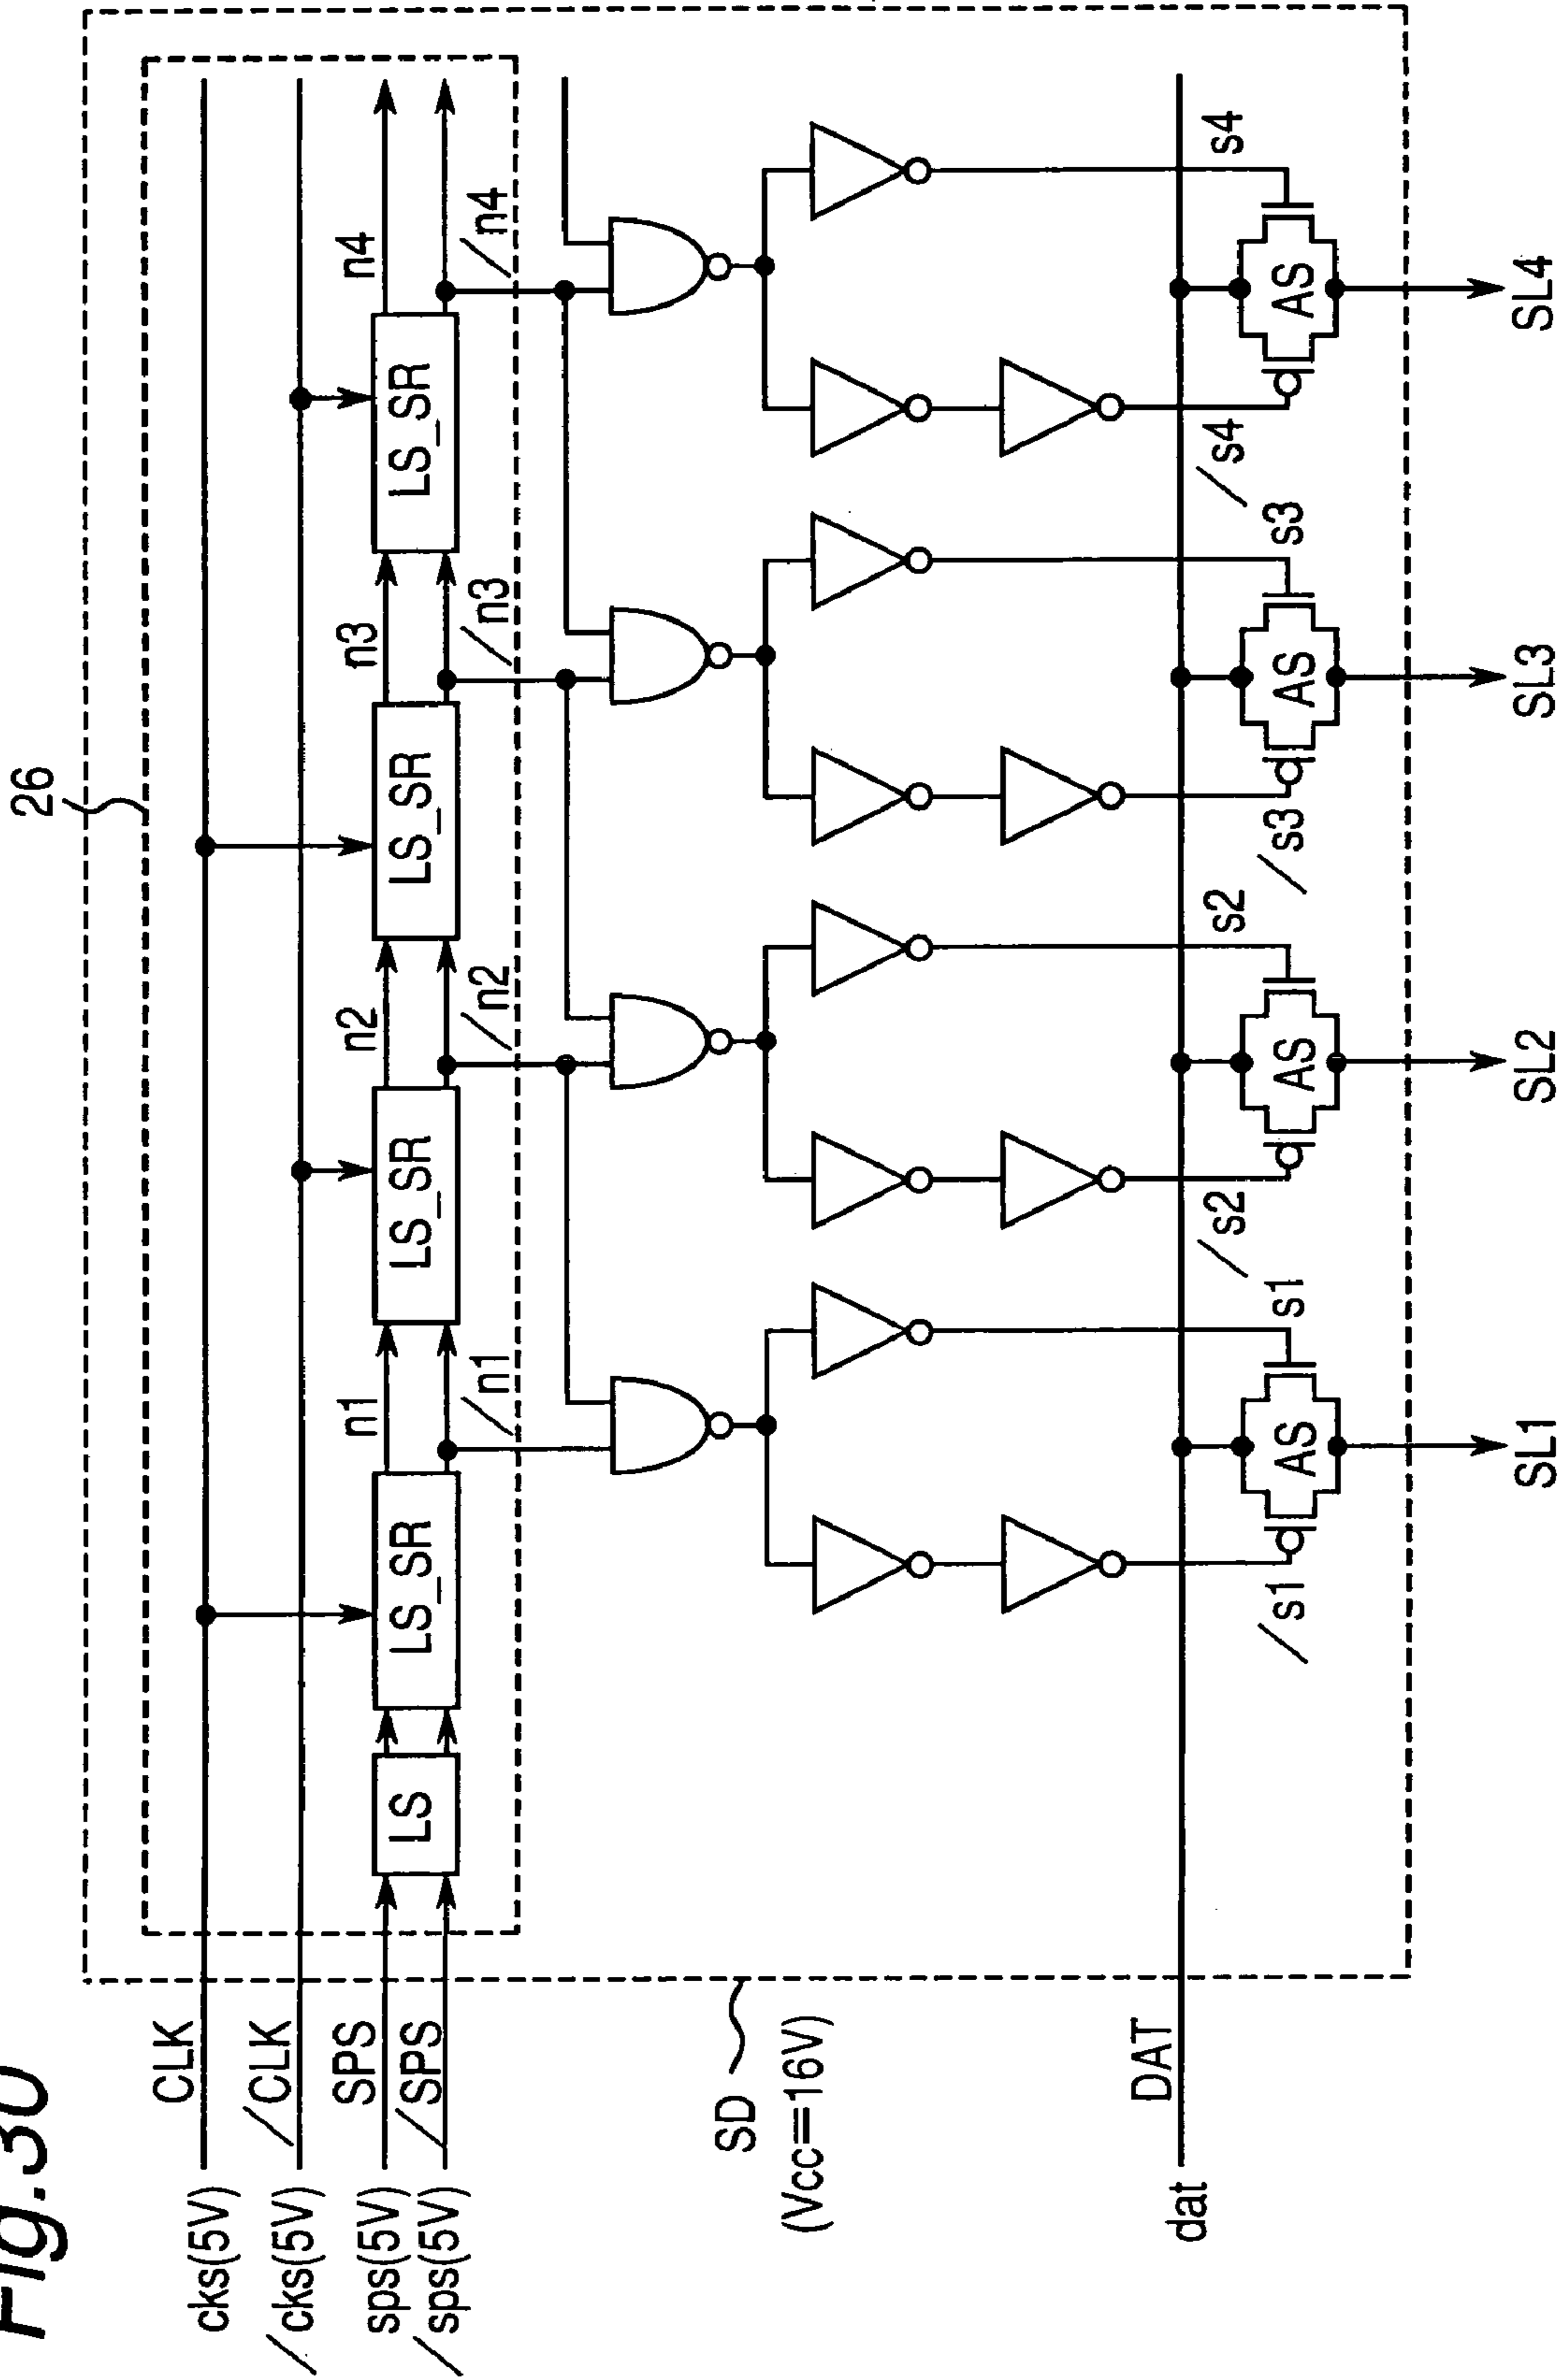 Fig.30
26
CLK
cks(5V)
/CLK
/cks(5V)
SPS
sps(5V)
/SPS
/sps(5V)
LS
LS_SR
LS_SR
LS_SR
LS_SR
n1
n2
n3
n4
/n1
/n2
/n3
/n4
SD
(Vcc=16V)
DAT
dat
/s1
s1
/s2
s2
/s3
s3
/s4
s4
AS
AS
AS
AS
SL1
SL2
SL3
SL4